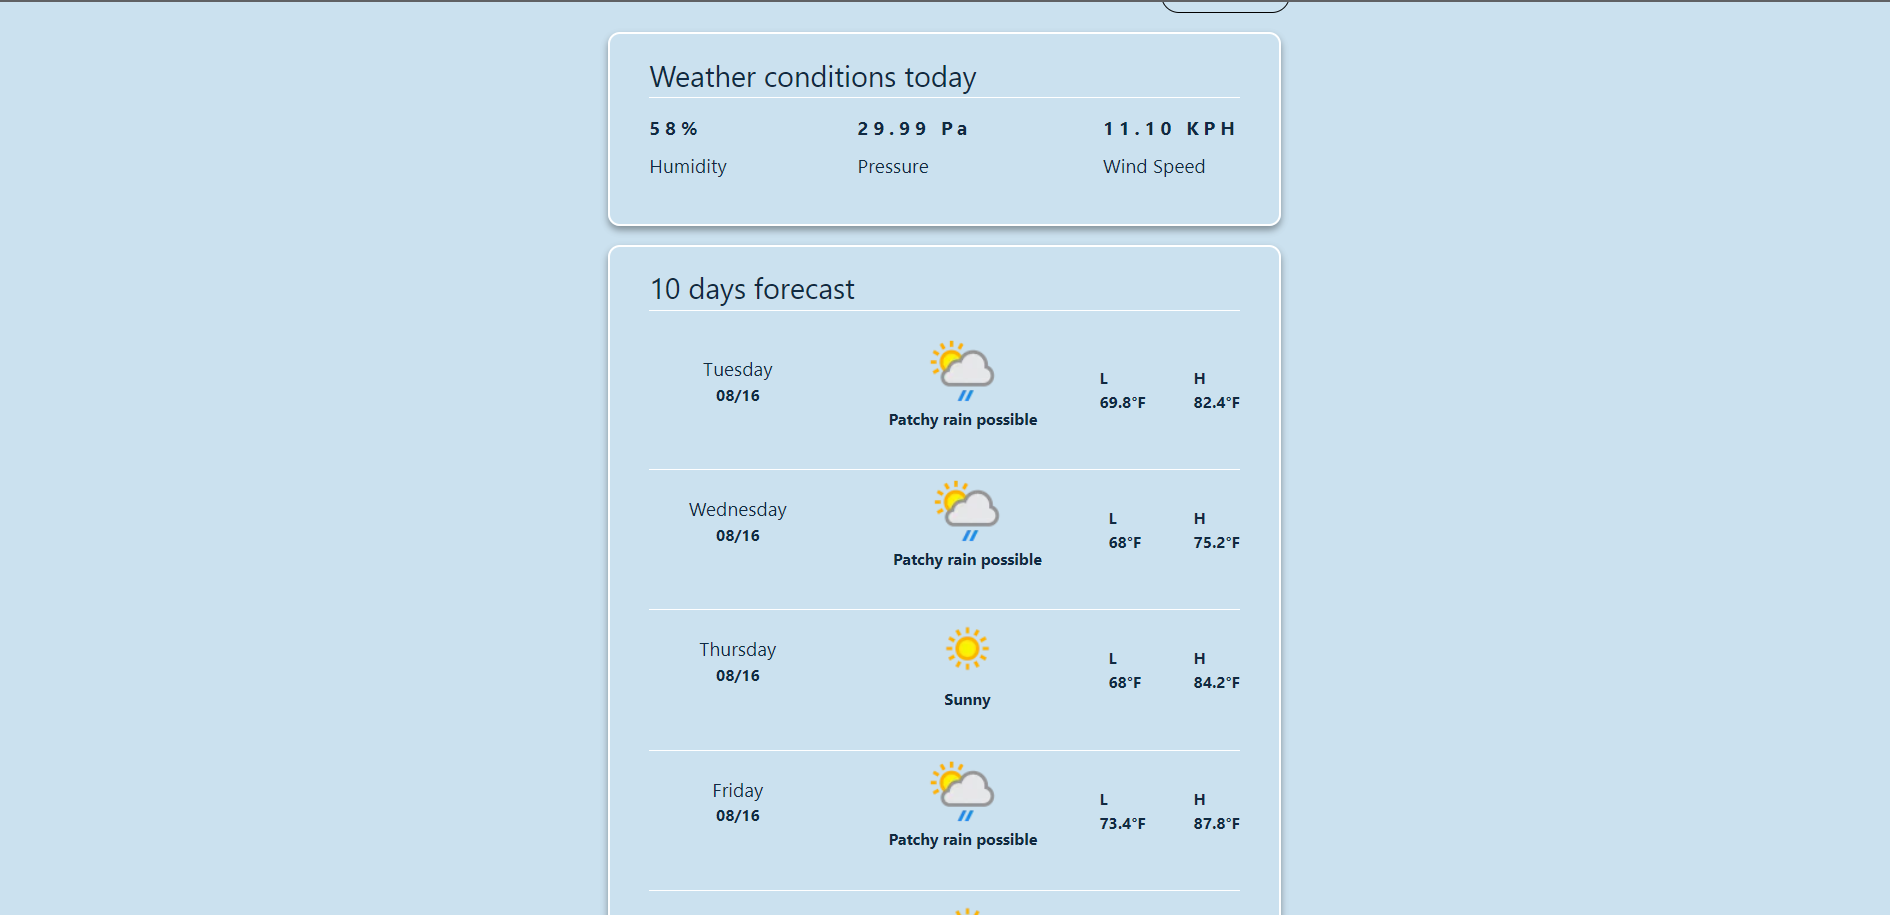 Weather conditions today
58% 29.99 Pa 11.10 KPH
Humidity Pressure Wind Speed
10 days forecast
Tuesday
08/16
Patchy rain possible
L H
69.8°F 82.4°F
Wednesday
08/16
Patchy rain possible
L H
68°F 75.2°F
Thursday
08/16
Sunny
L H
68°F 84.2°F
Friday
08/16
Patchy rain possible
L H
73.4°F 87.8°F